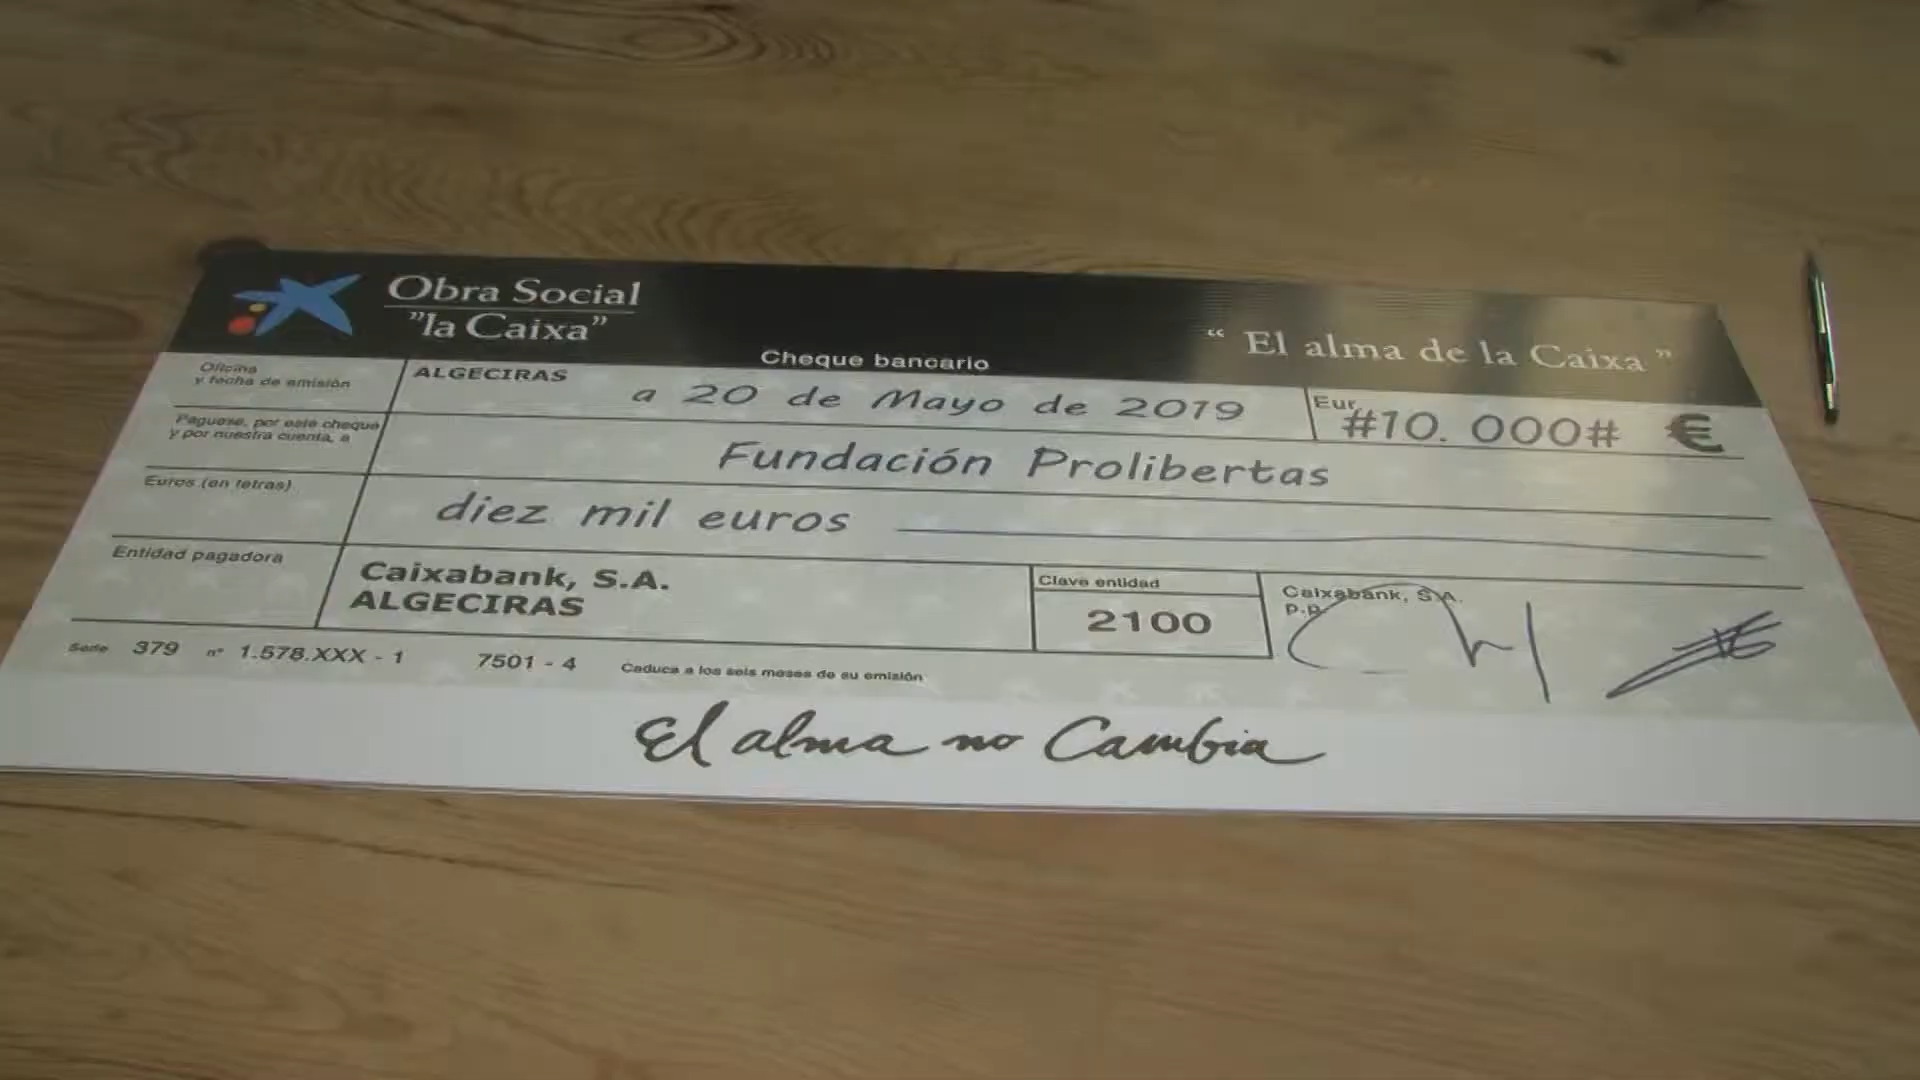 Obra Social
"la Caixa"
Cheque bancario
“ El alma de la Caixa ”
Oficina
y fecha de emisión
ALGECIRAS
a 20 de Mayo de 2019
Eur
#10. 000# €
Páguese, por este cheque
y por nuestra cuenta, a
Fundación Prolibertas
Euros (en letras)
diez mil euros
Entidad pagadora
Caixabank, S.A.
ALGECIRAS
Clave entidad
2100
Caixabank, S.A.
p.p.
Serie 379 nº 1.578.XXX - 1 7501 - 4 Caduca a los seis meses de su emisión
El alma no Cambia